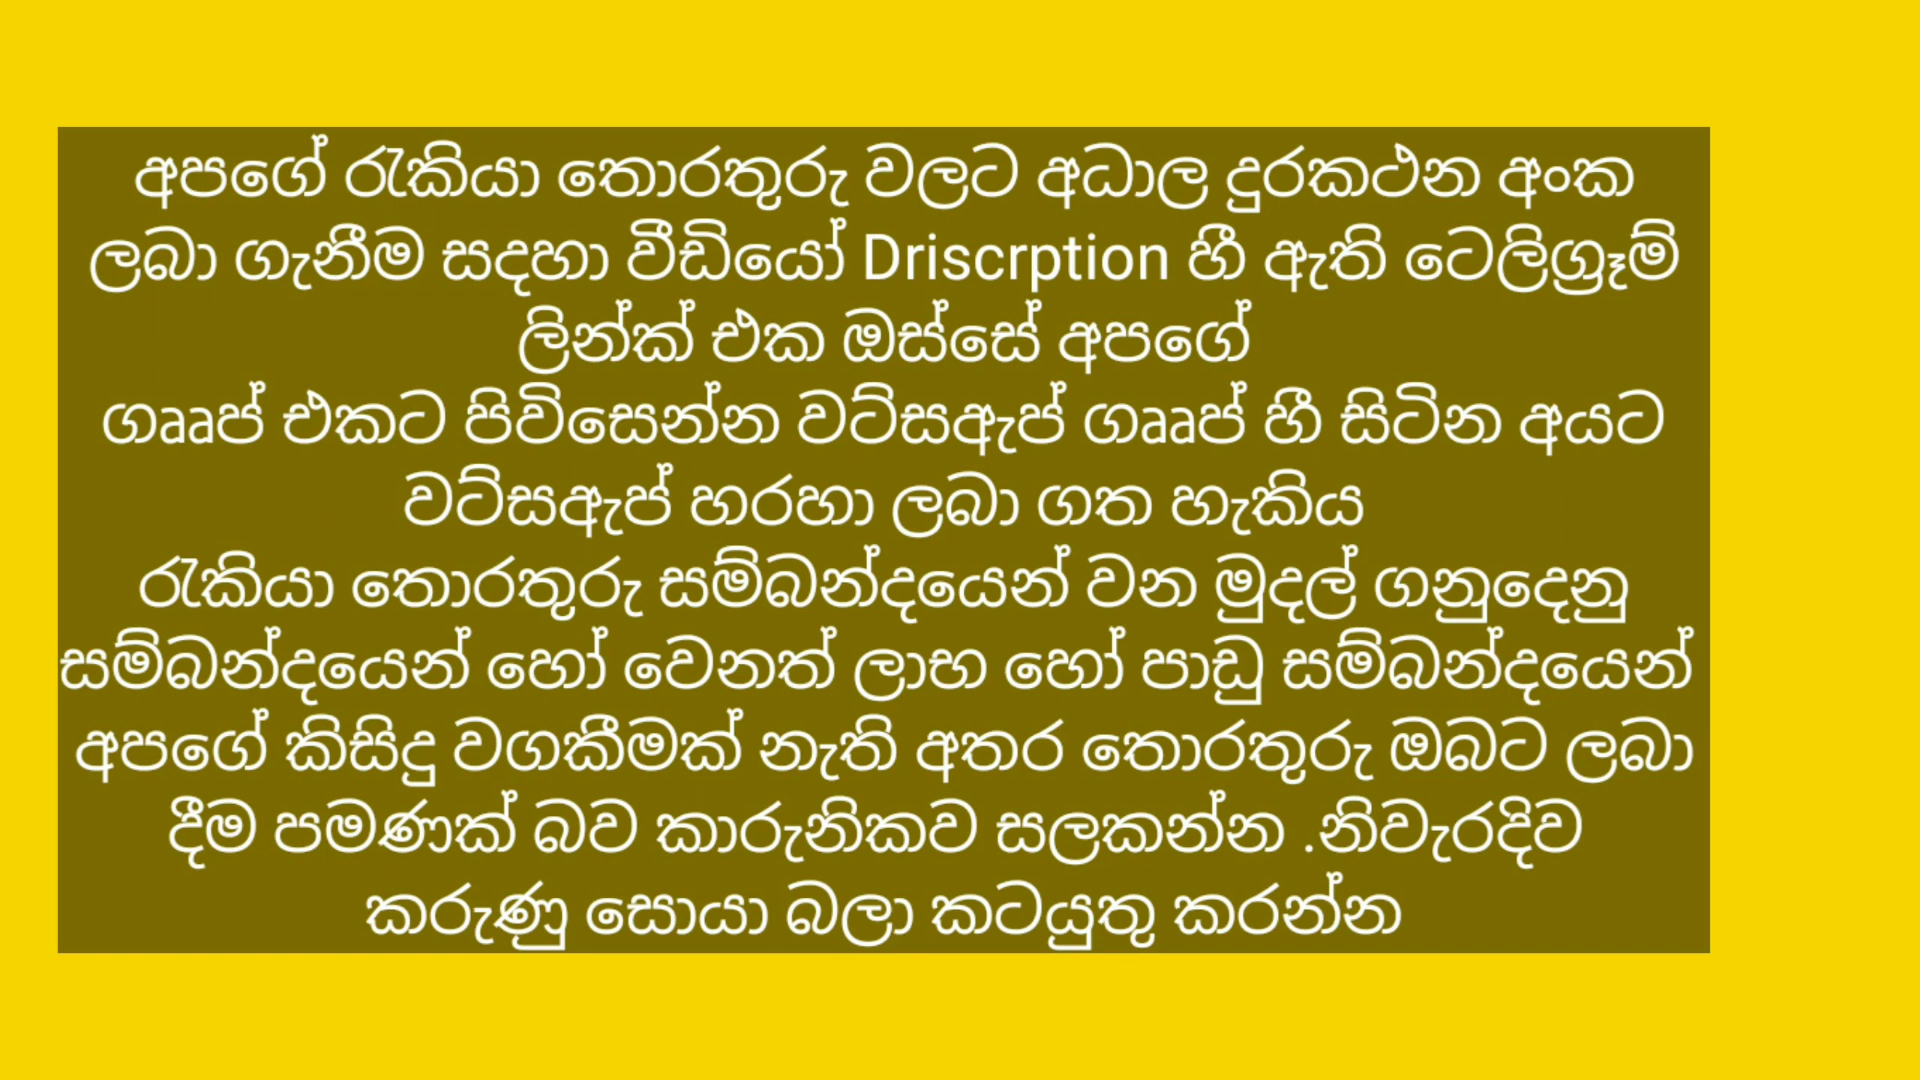 අපගේ රැකියා තොරතුරු වලට අධාල දුරකථන අංක
ලබා ගැනීම සදහා වීඩියෝ Driscrption හී ඇති ටෙලිග්‍රෑම්
ලින්ක් එක ඔස්සේ අපගේ
ගෲප් එකට පිවිසෙන්න වට්සඇප් ගෲප් හී සිටින අයට
වට්සඇප් හරහා ලබා ගත හැකිය
රැකියා තොරතුරු සම්බන්දයෙන් වන මුදල් ගනුදෙනු
සම්බන්දයෙන් හෝ වෙනත් ලාභ හෝ පාඩු සම්බන්දයෙන්
අපගේ කිසිදු වගකීමක් නැති අතර තොරතුරු ඔබට ලබා
දීම පමණක් බව කාරුනිකව සලකන්න .නිවැරදිව
කරුණු සොයා බලා කටයුතු කරන්න